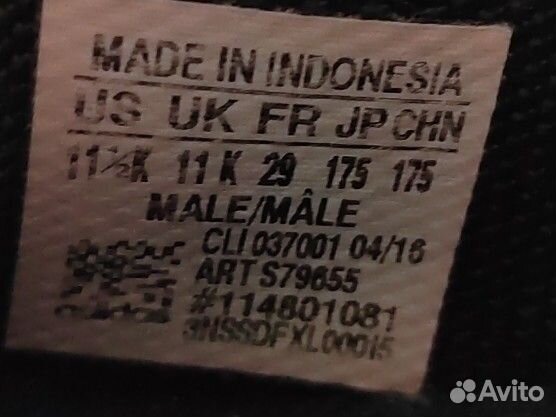 MADE IN INDONESIA
US UK FR JP CHN
11½K 11 K 29 175 175
MALE/MÂLE
CLI 037001 04/16
ART S79655
#114801081
3NSSDFXL00015
Avito